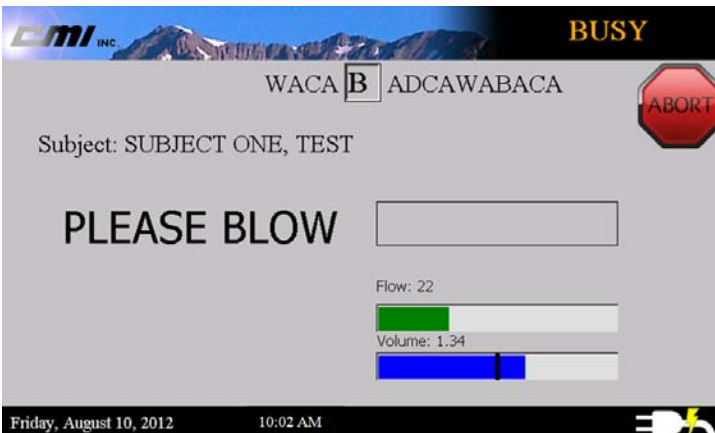 CMI INC.
BUSY
WACA B ADCAWABACA
ABORT
Subject: SUBJECT ONE, TEST
PLEASE BLOW
Flow: 22
Volume: 1.34
Friday, August 10, 2012 10:02 AM